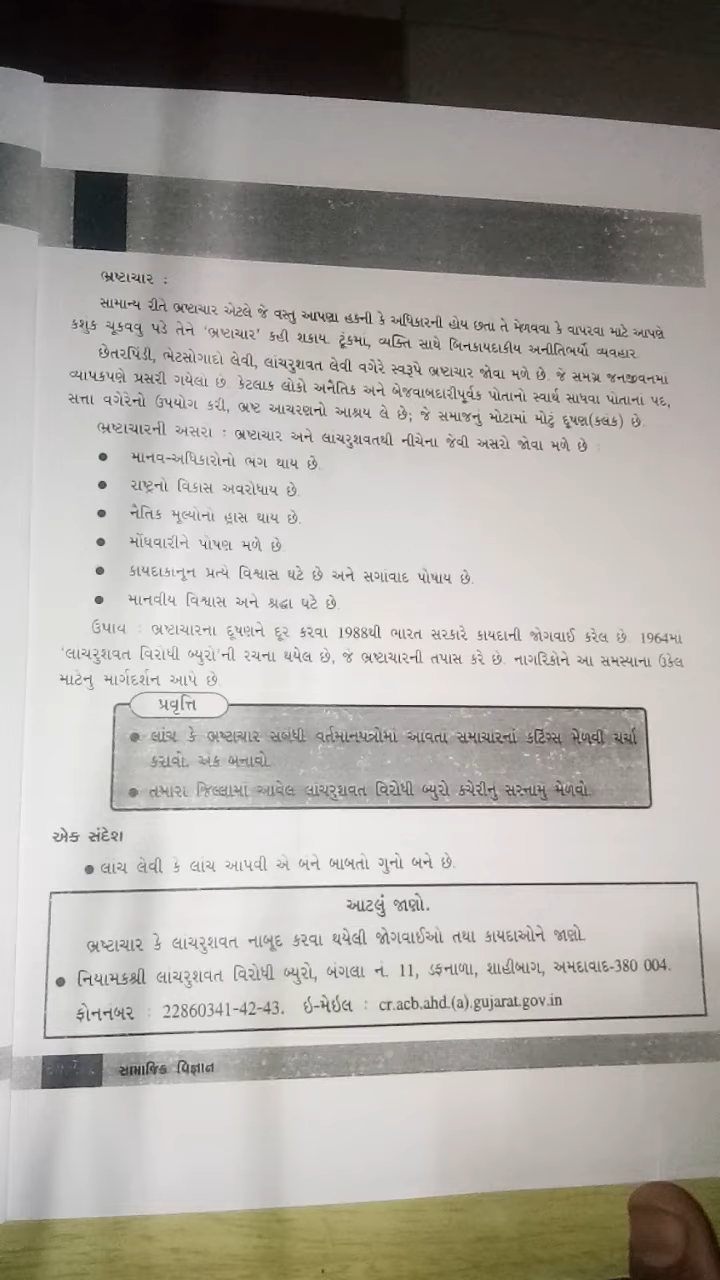 ભ્રષ્ટાચાર :
સામાન્ય રીતે ભ્રષ્ટાચાર એટલે જે વસ્તુ આપણા હકની કે અધિકારની હોય છતાં તે મેળવવા કે વાપરવા માટે આપણે
કશુંક ચૂકવવું પડે તેને 'ભ્રષ્ટાચાર' કહી શકાય. ટૂંકમાં, વ્યક્તિ સાથે બિનકાયદાકીય અનીતિભર્યો વ્યવહાર.
છેતરપિંડી, ભેટસોગાદો લેવી, લાંચરુશવત લેવી વગેરે સ્વરૂપે ભ્રષ્ટાચાર જોવા મળે છે. જે સમગ્ર જનજીવનમાં
વ્યાપકપણે પ્રસરી ગયેલા છે. કેટલાક લોકો અનૈતિક અને બેજવાબદારીપૂર્વક પોતાનો સ્વાર્થ સાધવા પોતાનાં પદ,
સત્તા વગેરેનો ઉપયોગ કરી, ભ્રષ્ટ આચરણનો આશ્રય લે છે; જે સમાજનું મોટામાં મોટું દૂષણ(કલંક) છે.
ભ્રષ્ટાચારની અસરો : ભ્રષ્ટાચાર અને લાંચરુશવતથી નીચેના જેવી અસરો જોવા મળે છે :
● માનવ-અધિકારોનો ભંગ થાય છે.
● રાષ્ટ્રનો વિકાસ અવરોધાય છે.
● નૈતિક મૂલ્યોનો હ્રાસ થાય છે.
● મોંઘવારીને પોષણ મળે છે.
● કાયદાકાનૂન પ્રત્યે વિશ્વાસ ઘટે છે અને સગાંવાદ પોષાય છે.
● માનવીય વિશ્વાસ અને શ્રદ્ધા ઘટે છે.
ઉપાય : ભ્રષ્ટાચારના દૂષણને દૂર કરવા 1988થી ભારત સરકારે કાયદાની જોગવાઈ કરેલ છે. 1964માં
'લાંચરુશવત વિરોધી બ્યુરો'ની રચના થયેલ છે, જે ભ્રષ્ટાચારની તપાસ કરે છે. નાગરિકોને આ સમસ્યાના ઉકેલ
માટેનું માર્ગદર્શન આપે છે.
પ્રવૃત્તિ
● લાંચ કે ભ્રષ્ટાચાર સંબંધી વર્તમાનપત્રોમાં આવતા સમાચારનાં કટિંગ્સ મેળવી ચર્ચા
કરાવો. અંક બનાવો.
● તમારા જિલ્લામાં આવેલ લાંચરુશવત વિરોધી બ્યુરો કચેરીનું સરનામું મેળવો.
એક સંદેશ
● લાંચ લેવી કે લાંચ આપવી એ બંને બાબતો ગુનો બને છે.
આટલું જાણો.
ભ્રષ્ટાચાર કે લાંચરુશવત નાબૂદ કરવા થયેલી જોગવાઈઓ તથા કાયદાઓને જાણો.
● નિયામકશ્રી લાંચરુશવત વિરોધી બ્યુરો, બંગલા નં. 11, ડફનાળા, શાહીબાગ, અમદાવાદ-380 004.
ફોનનંબર : 22860341-42-43. ઇ-મેઇલ : cr.acb.ahd.(a).gujarat.gov.in
સામાજિક વિજ્ઞાન